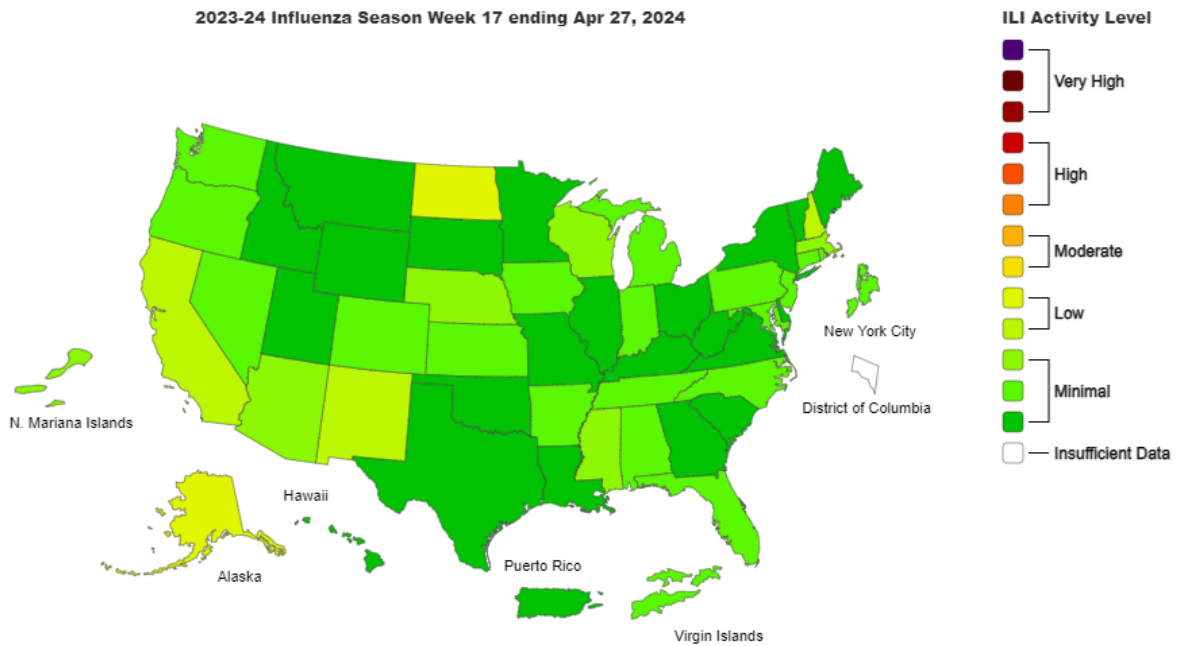 2023-24 Influenza Season Week 17 ending Apr 27, 2024
ILI Activity Level
Very High
High
Moderate
Low
Minimal
Insufficient Data
New York City
District of Columbia
N. Mariana Islands
Hawaii
Alaska
Puerto Rico
Virgin Islands